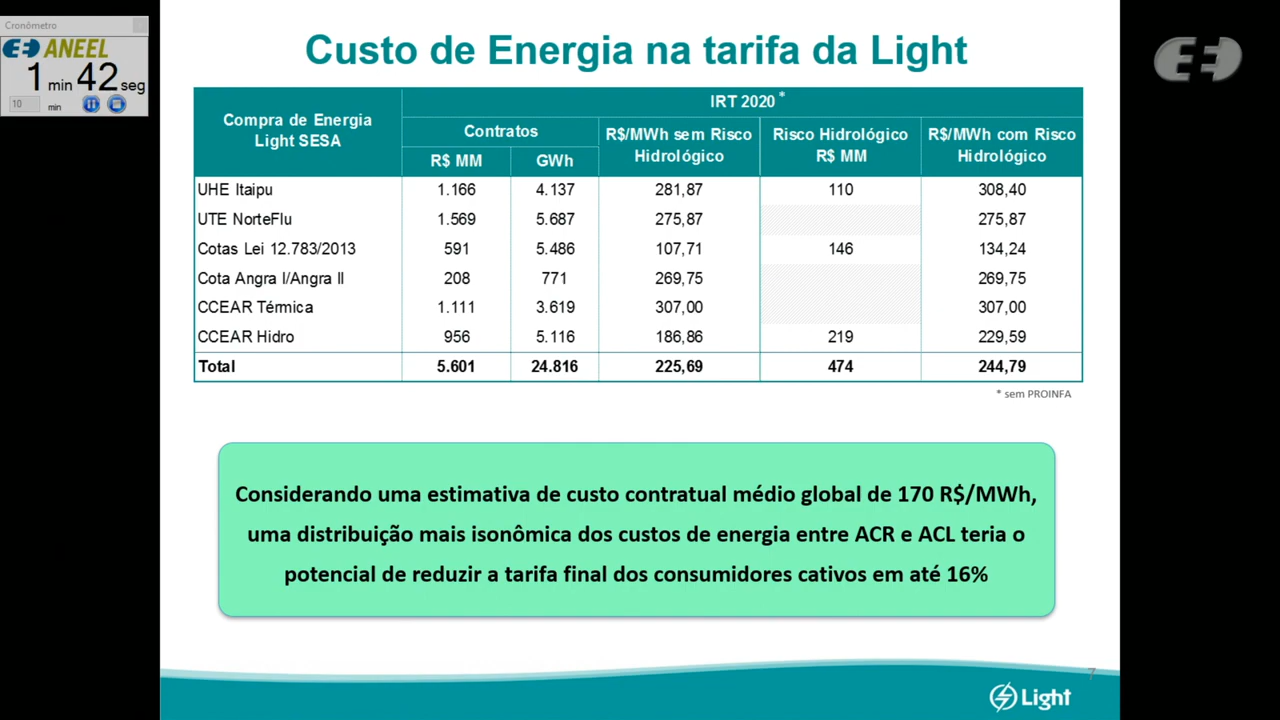 Cronômetro
ANEEL
1 min 42 seg
10 min
Custo de Energia na tarifa da Light
Compra de Energia
Light SESA
IRT 2020 *
Contratos
R$ MM GWh
R$/MWh sem Risco
Hidrológico
Risco Hidrológico
R$ MM
R$/MWh com Risco
Hidrológico
UHE Itaipu 1.166 4.137 281,87 110 308,40
UTE NorteFlu 1.569 5.687 275,87 275,87
Cotas Lei 12.783/2013 591 5.486 107,71 146 134,24
Cota Angra I/Angra II 208 771 269,75 269,75
CCEAR Térmica 1.111 3.619 307,00 307,00
CCEAR Hidro 956 5.116 186,86 219 229,59
Total 5.601 24.816 225,69 474 244,79
* sem PROINFA
Considerando uma estimativa de custo contratual médio global de 170 R$/MWh,
uma distribuição mais isonômica dos custos de energia entre ACR e ACL teria o
potencial de reduzir a tarifa final dos consumidores cativos em até 16%
7
Light